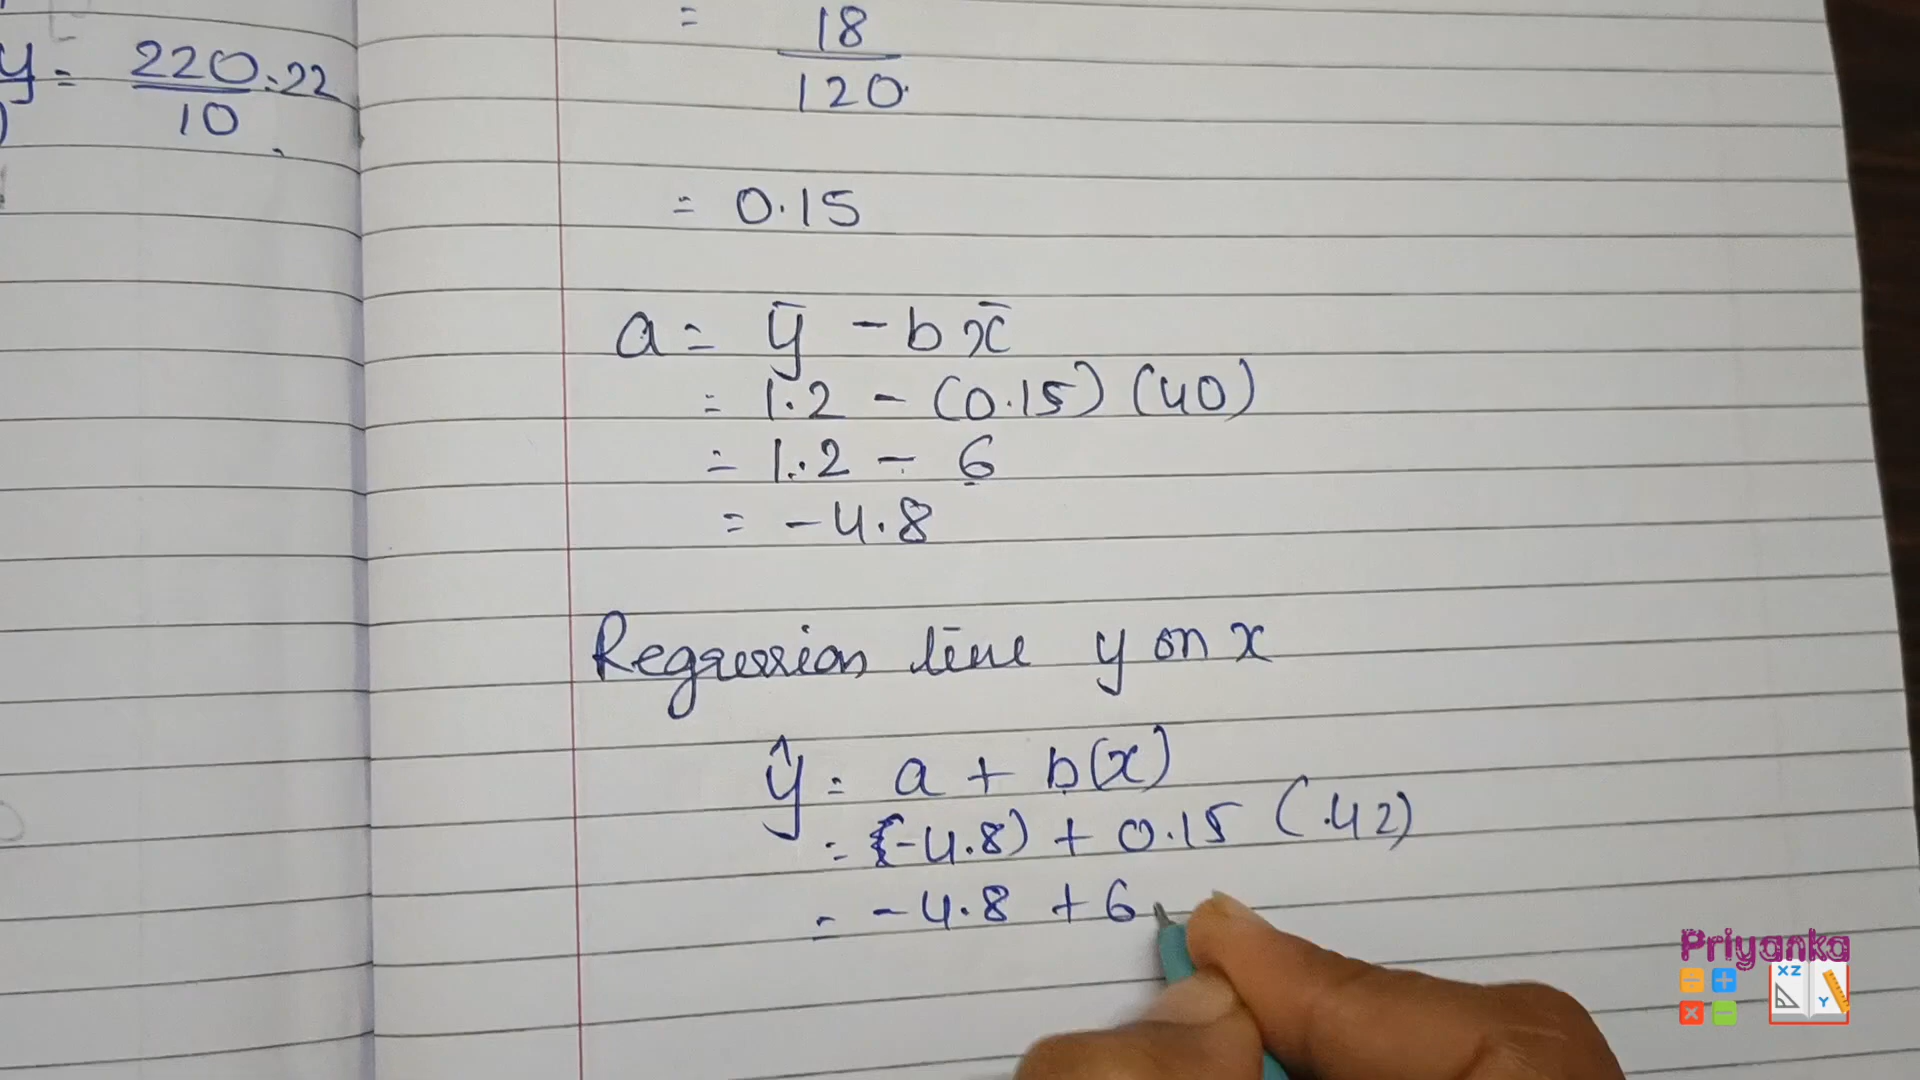 y = 220 = 22
10
= 18
120
= 0.15
a = ȳ - b x̄
= 1.2 - (0.15) (40)
= 1.2 - 6
= -4.8
Regression line y on x
ŷ = a + b(x)
= (-4.8) + 0.15 (42)
= -4.8 + 6
Priyanka
XZ
Y